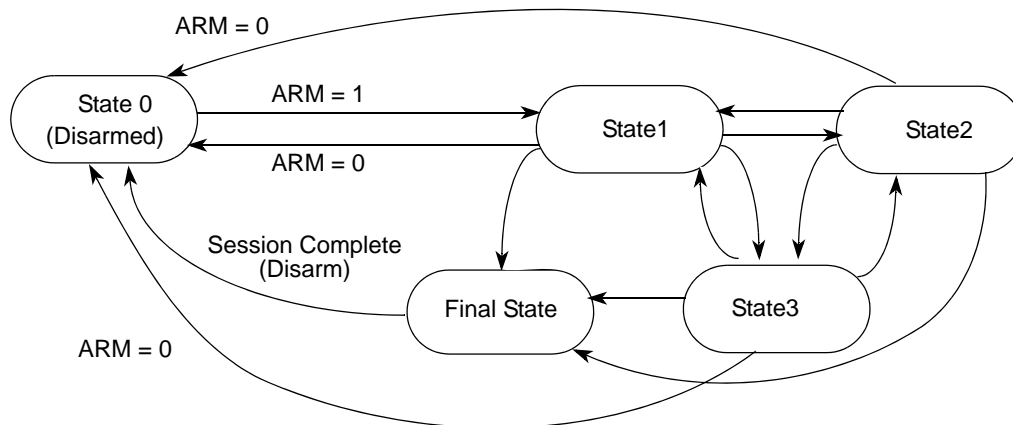 ARM = 0
State 0
(Disarmed)
ARM = 1
ARM = 0
State1
State2
Session Complete
(Disarm)
Final State
State3
ARM = 0